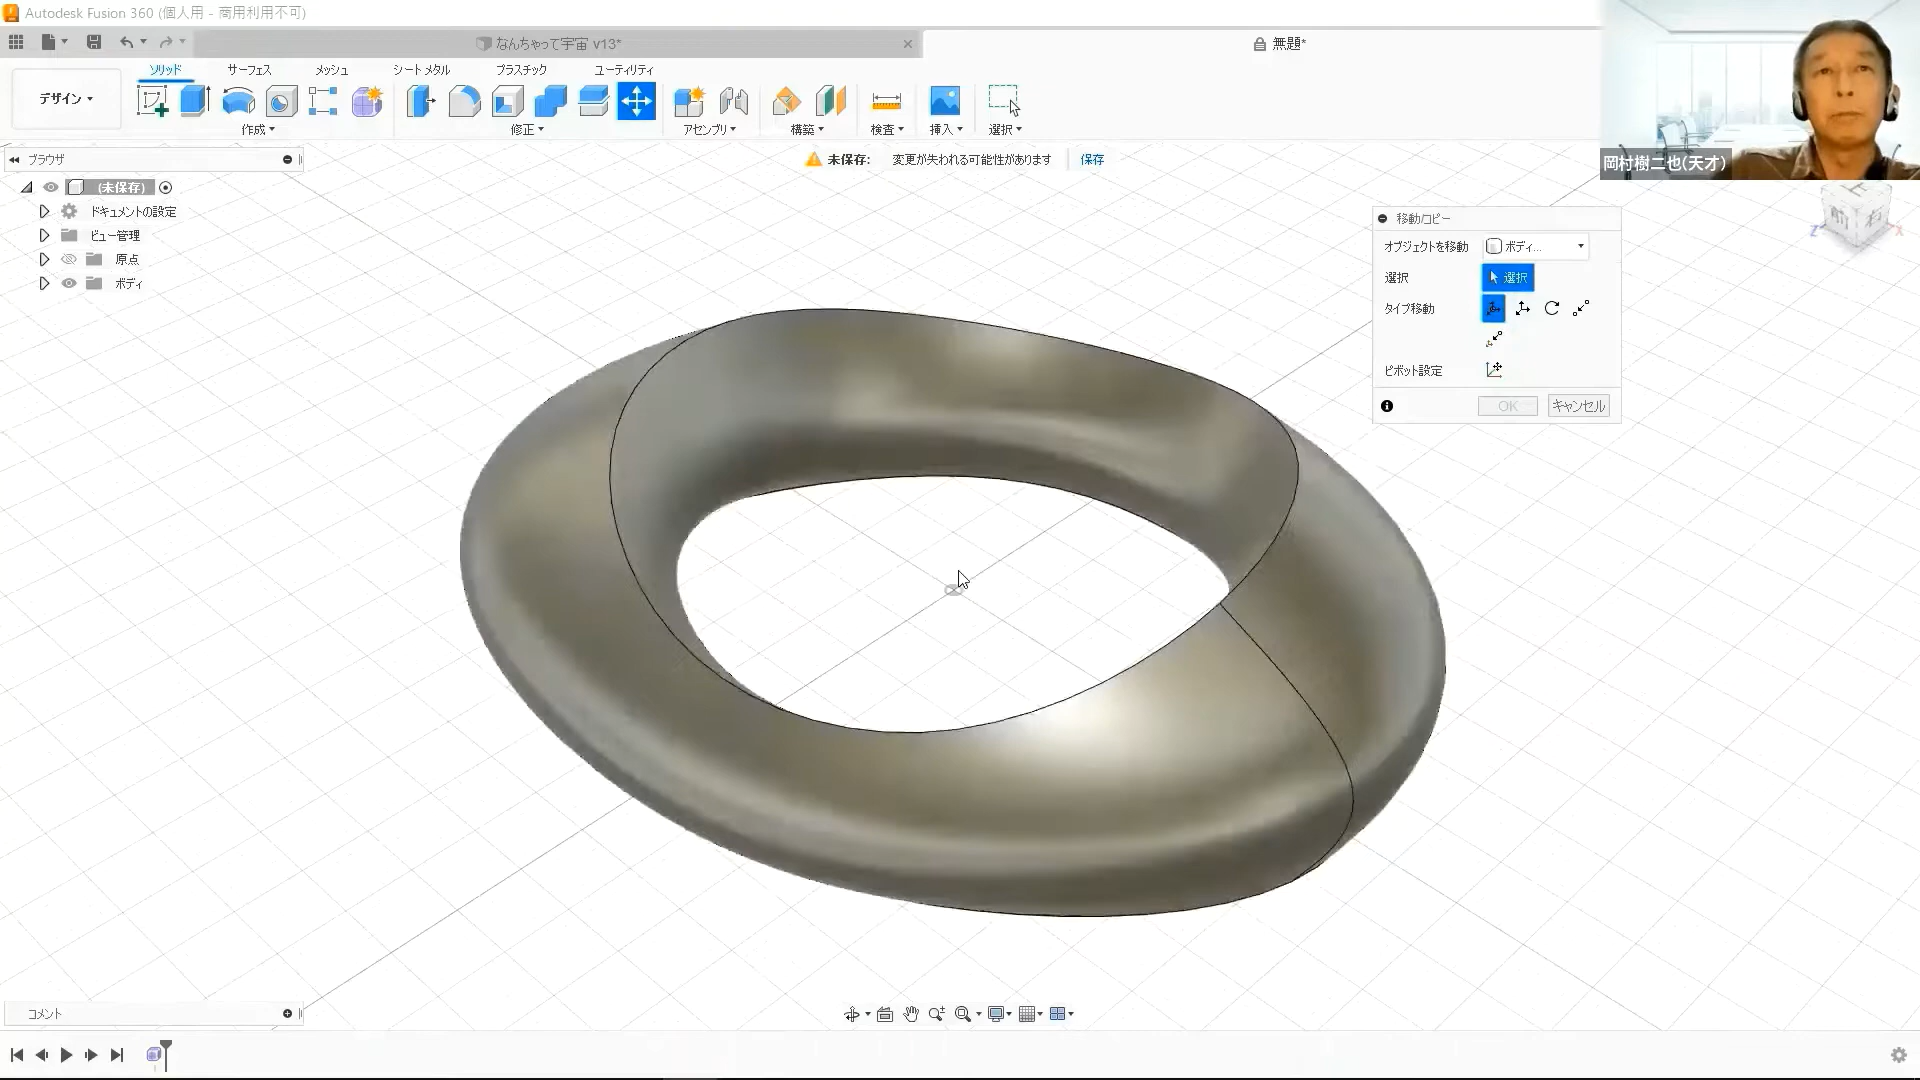 Autodesk Fusion 360 (個人用 - 商用利用不可)
なんちゃって宇宙 v13*
無題*
デザイン
ソリッド
サーフェス
メッシュ
シート メタル
プラスチック
ユーティリティ
作成
修正
アセンブリ
構築
検査
挿入
選択
ブラウザ
未保存:
変更が失われる可能性があります
保存
岡村樹二也(天才)
(未保存)
ドキュメントの設定
ビュー管理
原点
ボディ
移動/コピー
オブジェクトを移動
ボディ...
選択
選択
タイプ移動
ピボット設定
OK
キャンセル
前
右
Z
X
コメント